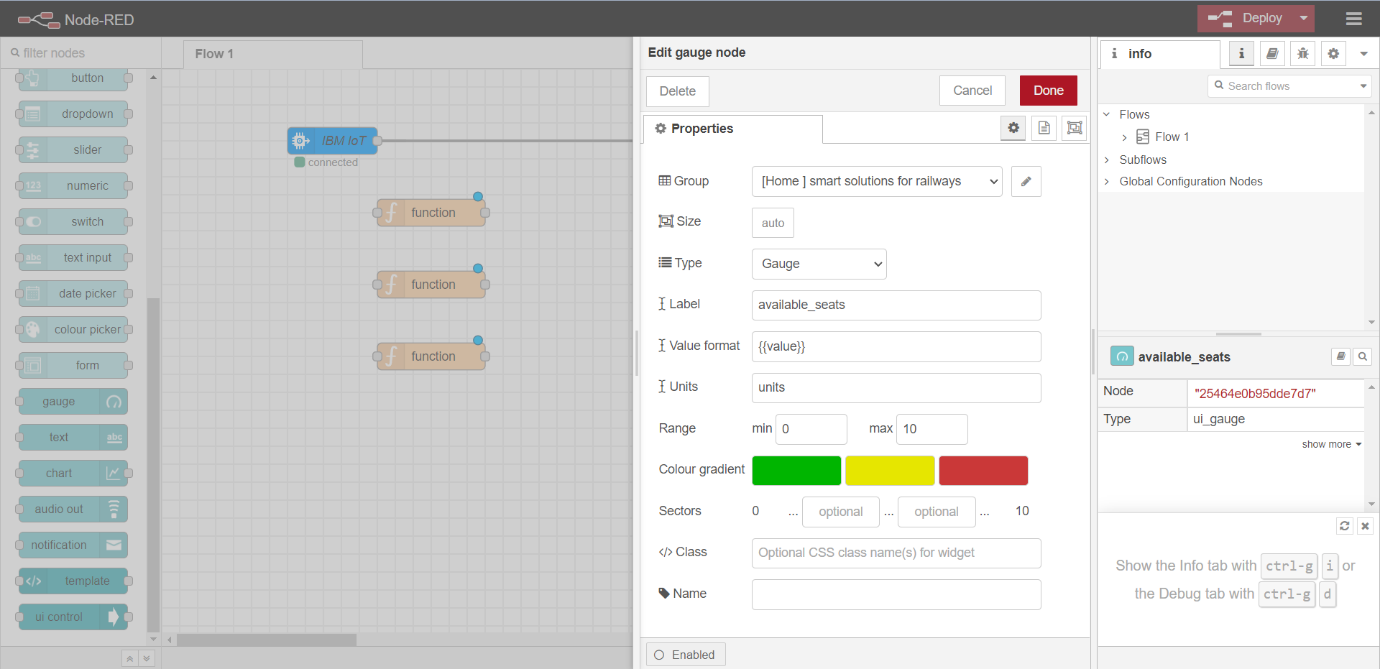 Node-RED
Deploy
filter nodes
button
dropdown
slider
123 numeric
switch
abc text input
date picker
colour picker
form
gauge
text abc
chart
audio out
notification
</> template
ui control
Flow 1
IBM IoT
connected
f function
f function
f function
Edit gauge node
Delete
Cancel
Done
Properties
Group
[Home ] smart solutions for railways
Size
auto
Type
Gauge
Label
available_seats
Value format
{{value}}
Units
units
Range
min 0
max 10
Colour gradient
Sectors
0 ... optional ... optional ... 10
</> Class
Optional CSS class name(s) for widget
Name
Enabled
i info
i
Search flows
Flows
Flow 1
Subflows
Global Configuration Nodes
available_seats
Node "25464e0b95dde7d7"
Type ui_gauge
show more
Show the Info tab with ctrl-g i or
the Debug tab with ctrl-g d